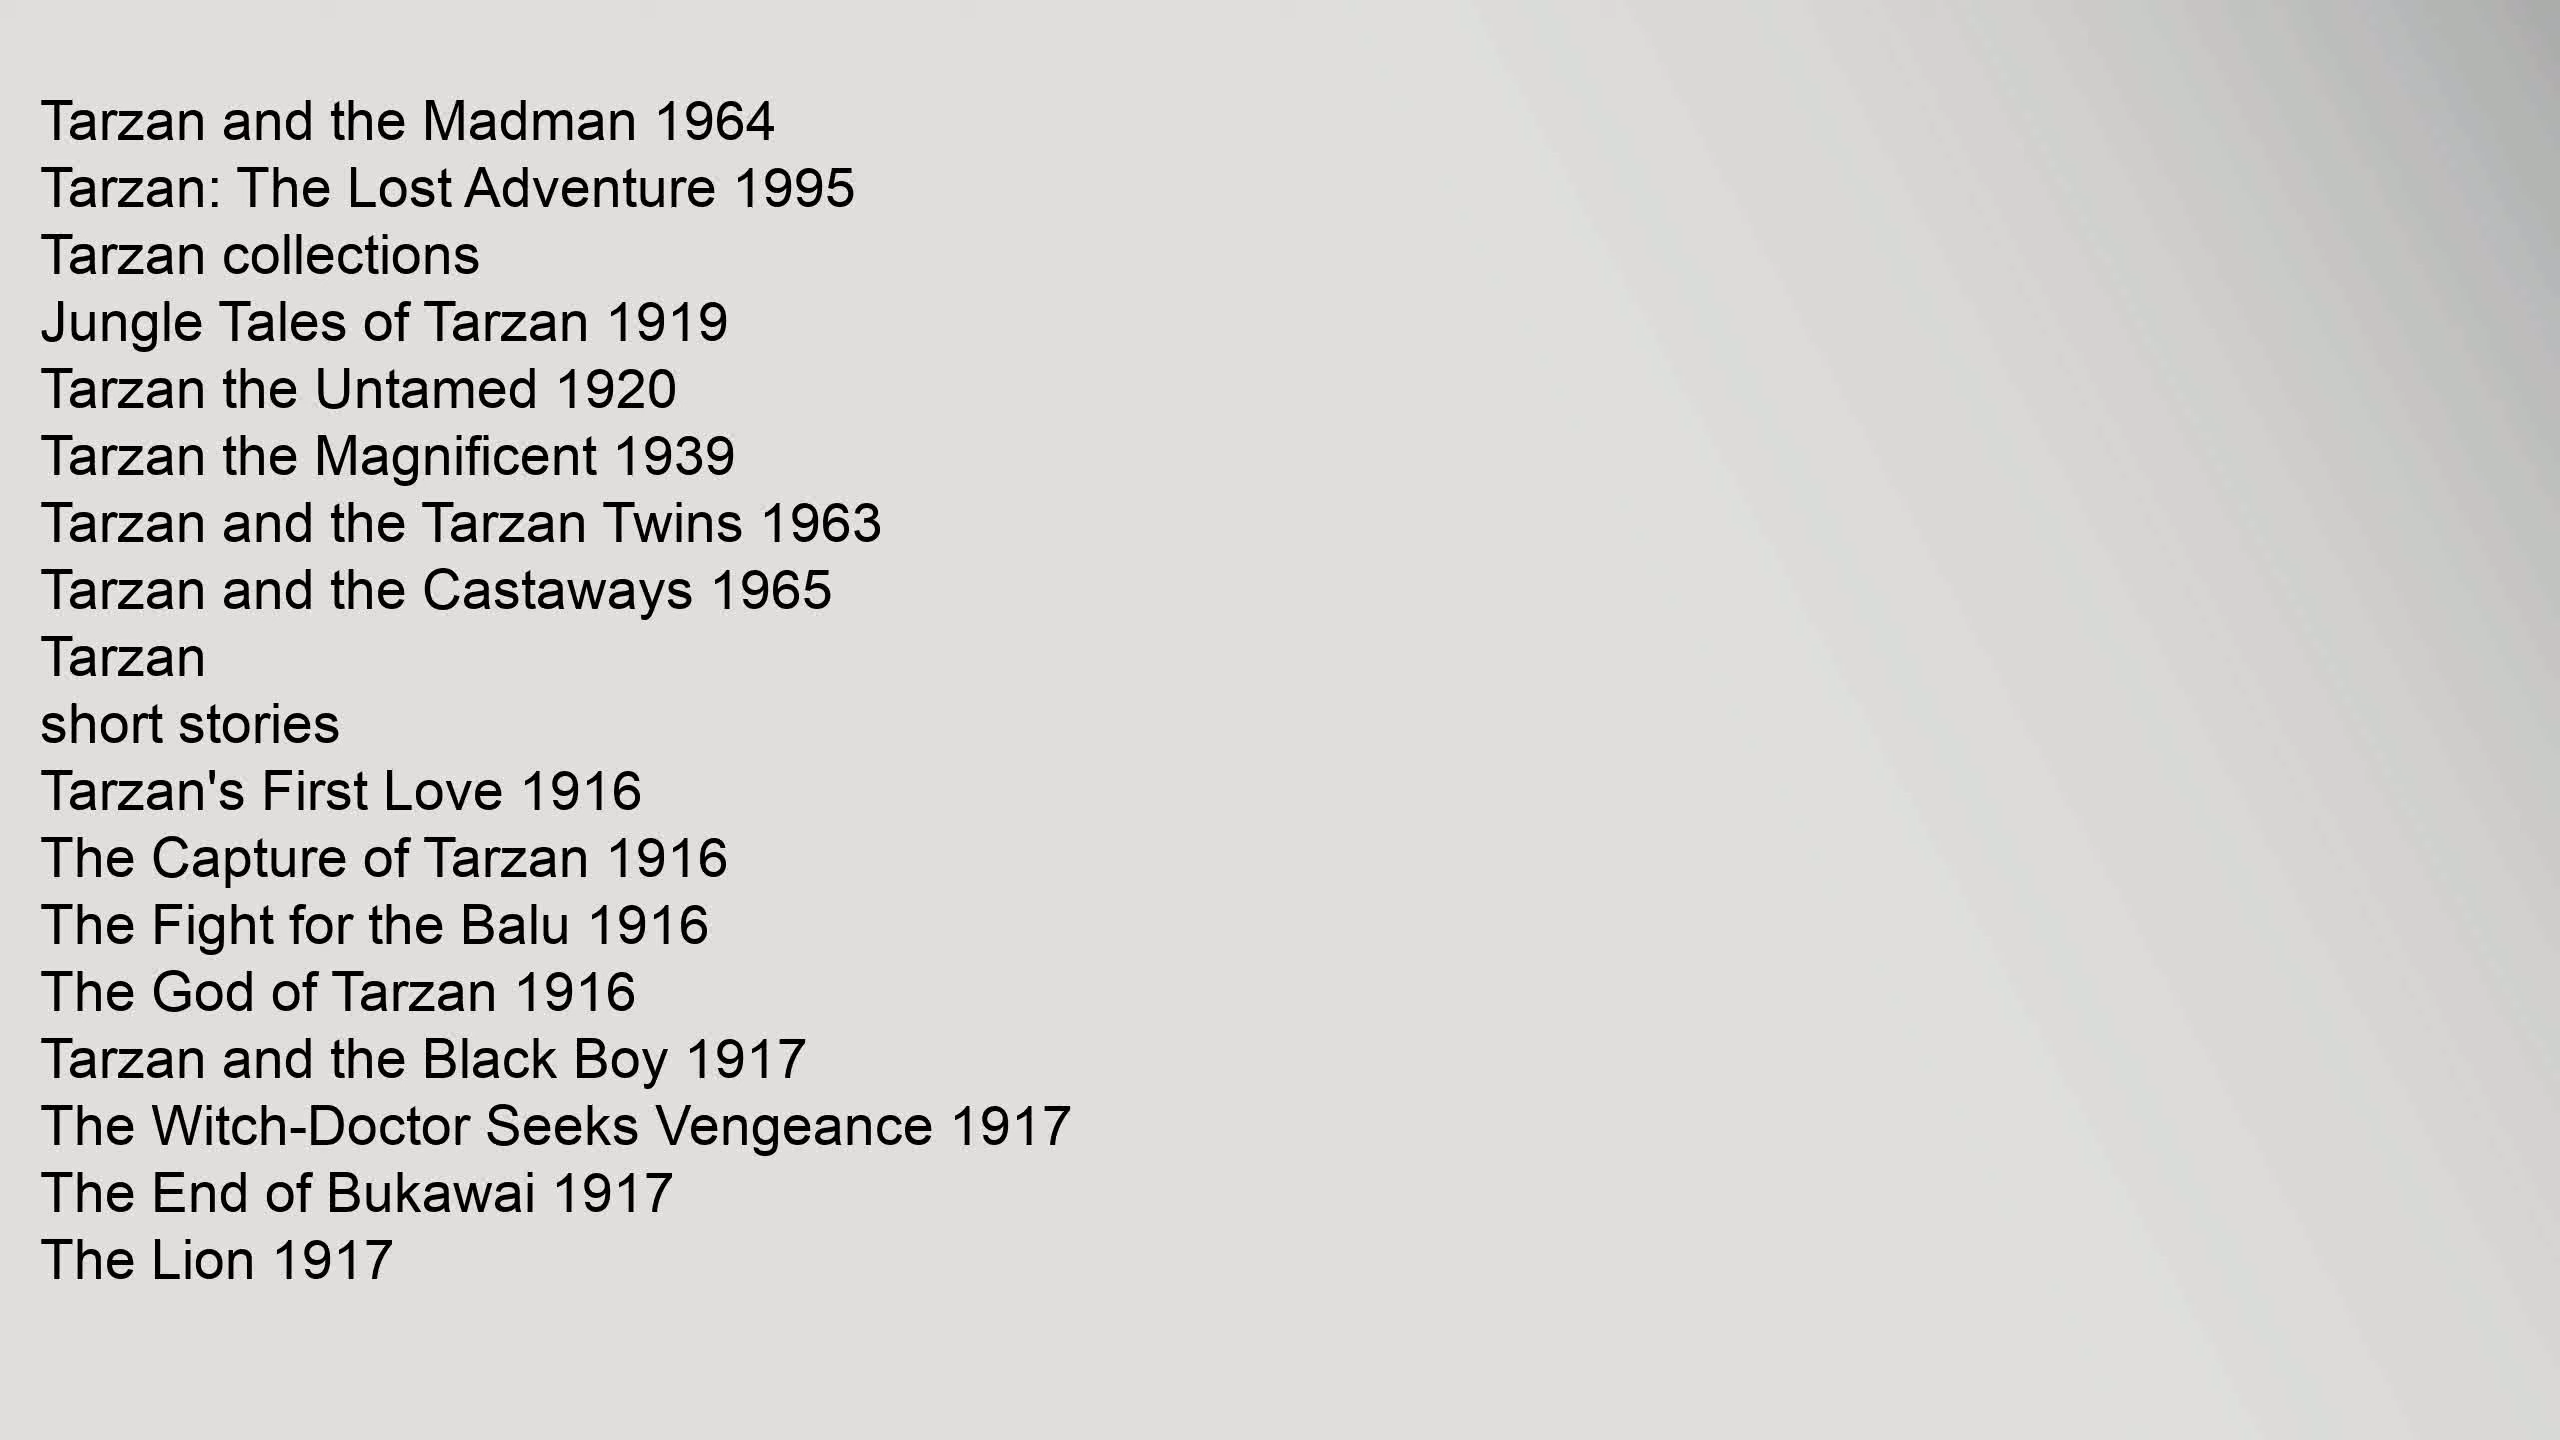 Tarzan and the Madman 1964
Tarzan: The Lost Adventure 1995
Tarzan collections
Jungle Tales of Tarzan 1919
Tarzan the Untamed 1920
Tarzan the Magnificent 1939
Tarzan and the Tarzan Twins 1963
Tarzan and the Castaways 1965
Tarzan
short stories
Tarzan's First Love 1916
The Capture of Tarzan 1916
The Fight for the Balu 1916
The God of Tarzan 1916
Tarzan and the Black Boy 1917
The Witch-Doctor Seeks Vengeance 1917
The End of Bukawai 1917
The Lion 1917